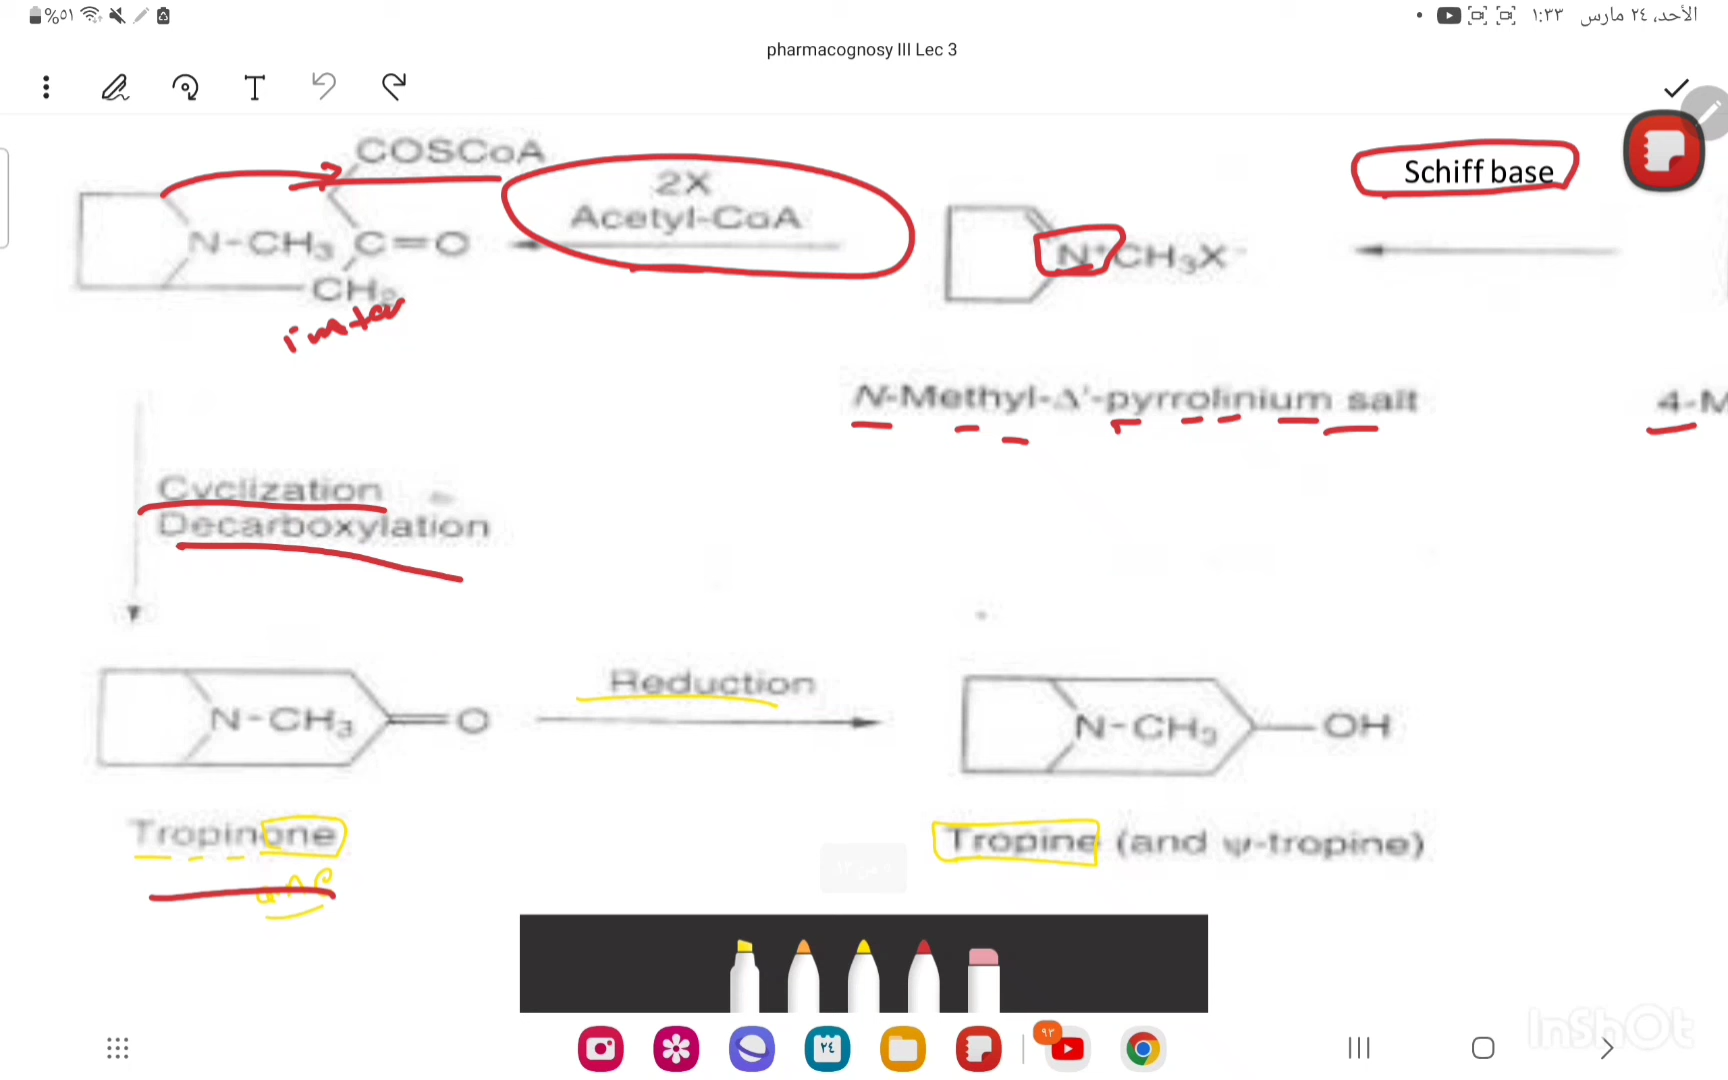 %٥١
الأحد، ٢٤ مارس ١:٣٣
pharmacognosy III Lec 3
T
COSCoA
2X
Acetyl-CoA
Schiff base
N-CH₃ C=O
CH₂
N⁺CH₃X⁻
N-Methyl-Δ'-pyrrolinium salt
4-M
Cyclization
Decarboxylation
N-CH₃ =O
Reduction
N-CH₃ —OH
Tropinone
Tropine (and ψ-tropine)
٩٣
٢٤
InShOt